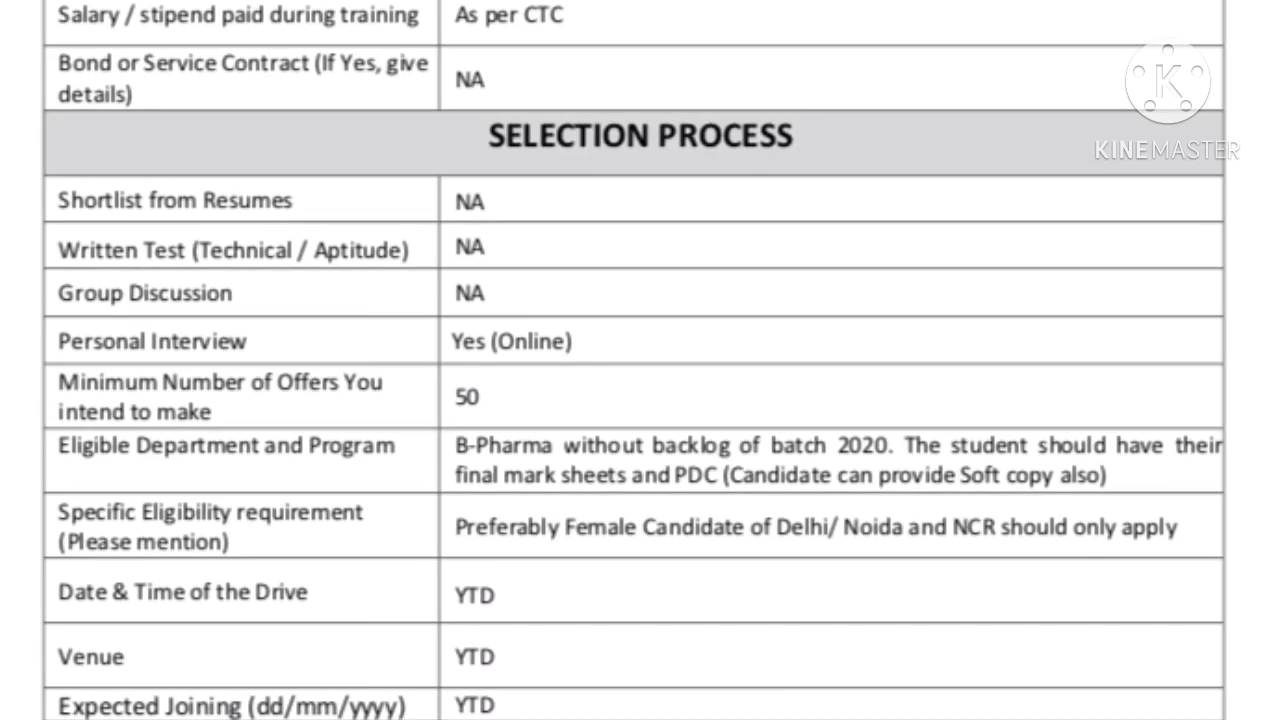 Salary / stipend paid during training As per CTC
Bond or Service Contract (If Yes, give
details) NA
SELECTION PROCESS
KINEMASTER
Shortlist from Resumes NA
Written Test (Technical / Aptitude) NA
Group Discussion NA
Personal Interview Yes (Online)
Minimum Number of Offers You
intend to make 50
Eligible Department and Program B-Pharma without backlog of batch 2020. The student should have their
final mark sheets and PDC (Candidate can provide Soft copy also)
Specific Eligibility requirement
(Please mention) Preferably Female Candidate of Delhi/ Noida and NCR should only apply
Date & Time of the Drive YTD
Venue YTD
Expected Joining (dd/mm/yyyy) YTD